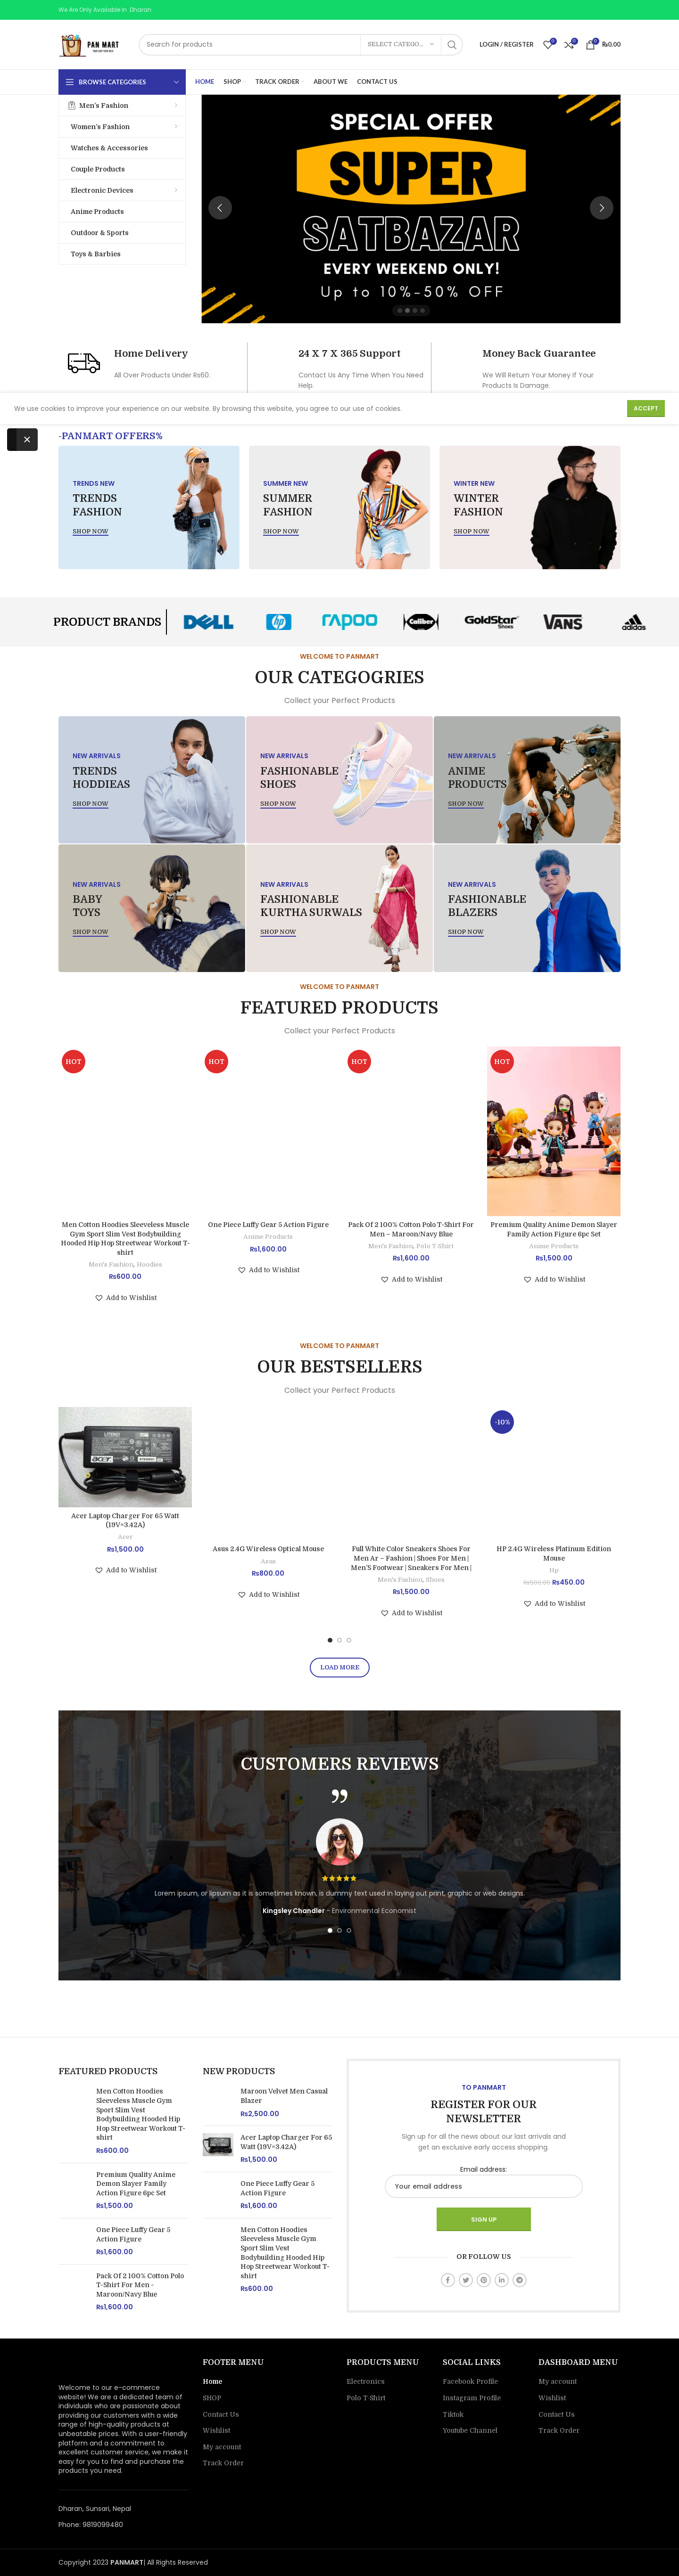 We Are Only Available In Dharan
PAN MART
Search for products
SELECT CATEGO...
LOGIN / REGISTER
0
0
0
₨0.00
BROWSE CATEGORIES
HOME
SHOP
TRACK ORDER
ABOUT WE
CONTACT US
Men's Fashion
Women's Fashion
Watches & Accessories
Couple Products
Electronic Devices
Anime Products
Outdoor & Sports
Toys & Barbies
SPECIAL OFFER
SUPER
SATBAZAR
EVERY WEEKEND ONLY!
Up to 10%-50% OFF
Home Delivery
All Over Products Under Rs60.
24 X 7 X 365 Support
Contact Us Any Time When You Need
Help.
Money Back Guarantee
We Will Return Your Money If Your
Products Is Damage.
We use cookies to improve your experience on our website. By browsing this website, you agree to our use of cookies.
ACCEPT
-PANMART OFFERS%
TRENDS NEW
TRENDS
FASHION
SHOP NOW
SUMMER NEW
SUMMER
FASHION
SHOP NOW
WINTER NEW
WINTER
FASHION
SHOP NOW
PRODUCT BRANDS
DELL
hp
rapoo
Caliber
GoldStar
Shoes
VANS
adidas
WELCOME TO PANMART
OUR CATEGOGRIES
Collect your Perfect Products
NEW ARRIVALS
TRENDS
HODDIEAS
SHOP NOW
NEW ARRIVALS
FASHIONABLE
SHOES
SHOP NOW
NEW ARRIVALS
ANIME
PRODUCTS
SHOP NOW
NEW ARRIVALS
BABY
TOYS
SHOP NOW
NEW ARRIVALS
FASHIONABLE
KURTHA SURWALS
SHOP NOW
NEW ARRIVALS
FASHIONABLE
BLAZERS
SHOP NOW
WELCOME TO PANMART
FEATURED PRODUCTS
Collect your Perfect Products
HOT
HOT
HOT
HOT
Men Cotton Hoodies Sleeveless Muscle
Gym Sport Slim Vest Bodybuilding
Hooded Hip Hop Streetwear Workout T-
shirt
Men's Fashion, Hoodies
₨600.00
Add to Wishlist
One Piece Luffy Gear 5 Action Figure
Anime Products
₨1,600.00
Add to Wishlist
Pack Of 2 100% Cotton Polo T-Shirt For
Men – Maroon/Navy Blue
Men's Fashion, Polo T-Shirt
₨1,600.00
Add to Wishlist
Premium Quality Anime Demon Slayer
Family Action Figure 6pc Set
Anime Products
₨1,500.00
Add to Wishlist
WELCOME TO PANMART
OUR BESTSELLERS
Collect your Perfect Products
-10%
LITEON
acer
Acer Laptop Charger For 65 Watt
(19V=3.42A)
Acer
₨1,500.00
Add to Wishlist
Asus 2.4G Wireless Optical Mouse
Asus
₨800.00
Add to Wishlist
Full White Color Sneakers Shoes For
Men Ar – Fashion | Shoes For Men |
Men'S Footwear | Sneakers For Men |
Men's Fashion, Shoes
₨1,500.00
Add to Wishlist
HP 2.4G Wireless Platinum Edition
Mouse
Hp
₨500.00 ₨450.00
Add to Wishlist
LOAD MORE
CUSTOMERS REVIEWS
Lorem ipsum, or lipsum as it is sometimes known, is dummy text used in laying out print, graphic or web designs.
Kingsley Chandler - Environmental Economist
FEATURED PRODUCTS
Men Cotton Hoodies
Sleeveless Muscle Gym
Sport Slim Vest
Bodybuilding Hooded Hip
Hop Streetwear Workout T-
shirt
₨600.00
Premium Quality Anime
Demon Slayer Family
Action Figure 6pc Set
₨1,500.00
One Piece Luffy Gear 5
Action Figure
₨1,600.00
Pack Of 2 100% Cotton Polo
T-Shirt For Men -
Maroon/Navy Blue
₨1,600.00
NEW PRODUCTS
Maroon Velvet Men Casual
Blazer
₨2,500.00
Acer Laptop Charger For 65
Watt (19V=3.42A)
₨1,500.00
One Piece Luffy Gear 5
Action Figure
₨1,600.00
Men Cotton Hoodies
Sleeveless Muscle Gym
Sport Slim Vest
Bodybuilding Hooded Hip
Hop Streetwear Workout T-
shirt
₨600.00
TO PANMART
REGISTER FOR OUR
NEWSLETTER
Sign up for all the news about our last arrivals and
get an exclusive early access shopping.
Email address:
Your email address
SIGN UP
OR FOLLOW US
Welcome to our e-commerce
website! We are a dedicated team of
individuals who are passionate about
providing our customers with a wide
range of high-quality products at
unbeatable prices. With a user-friendly
platform and a commitment to
excellent customer service, we make it
easy for you to find and purchase the
products you need.
Dharan, Sunsari, Nepal
Phone: 9819099480
FOOTER MENU
Home
SHOP
Contact Us
Wishlist
My account
Track Order
PRODUCTS MENU
Electronics
Polo T-Shirt
SOCIAL LINKS
Facebook Profile
Instagram Profile
Tiktok
Youtube Channel
DASHBOARD MENU
My account
Wishlist
Contact Us
Track Order
Copyright 2023 PANMART| All Rights Reserved